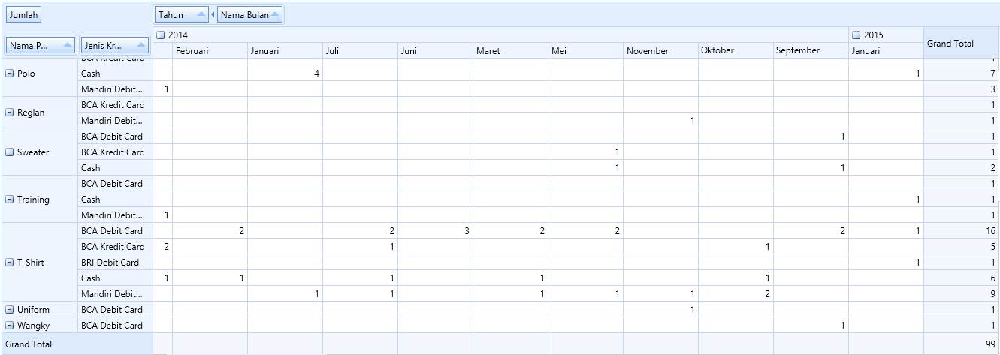 Jumlah Tahun Nama Bulan
2014 2015
Nama P... Jenis Kr... Grand Total
Februari Januari Juli Juni Maret Mei November Oktober September Januari
BCA Kredit Card 1
Polo Cash 4 1 7
Mandiri Debit... 1 3
Reglan BCA Kredit Card 1
Mandiri Debit... 1 1
BCA Debit Card 1 1
Sweater BCA Kredit Card 1 1
Cash 1 1 2
BCA Debit Card 1
Training Cash 1 1
Mandiri Debit... 1 1
BCA Debit Card 2 2 3 2 2 2 1 16
BCA Kredit Card 2 1 1 5
T-Shirt BRI Debit Card 1 1
Cash 1 1 1 1 1 6
Mandiri Debit... 1 1 1 1 1 2 9
Uniform BCA Debit Card 1 1
Wangky BCA Debit Card 1 1
Grand Total 99